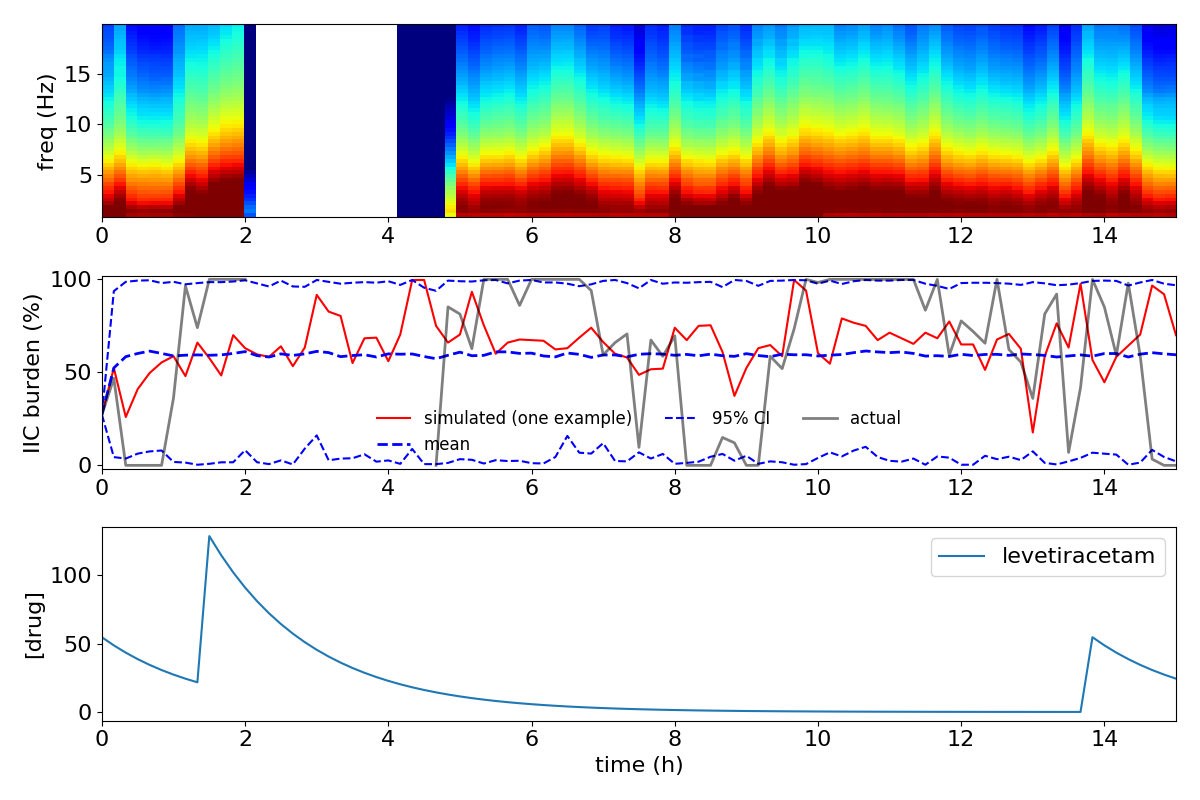 freq (Hz)
15
10
5
0 2 4 6 8 10 12 14
IIC burden (%)
100
50
0
simulated (one example) 95% CI actual
mean
0 2 4 6 8 10 12 14
[drug]
100
50
0
levetiracetam
0 2 4 6 8 10 12 14
time (h)